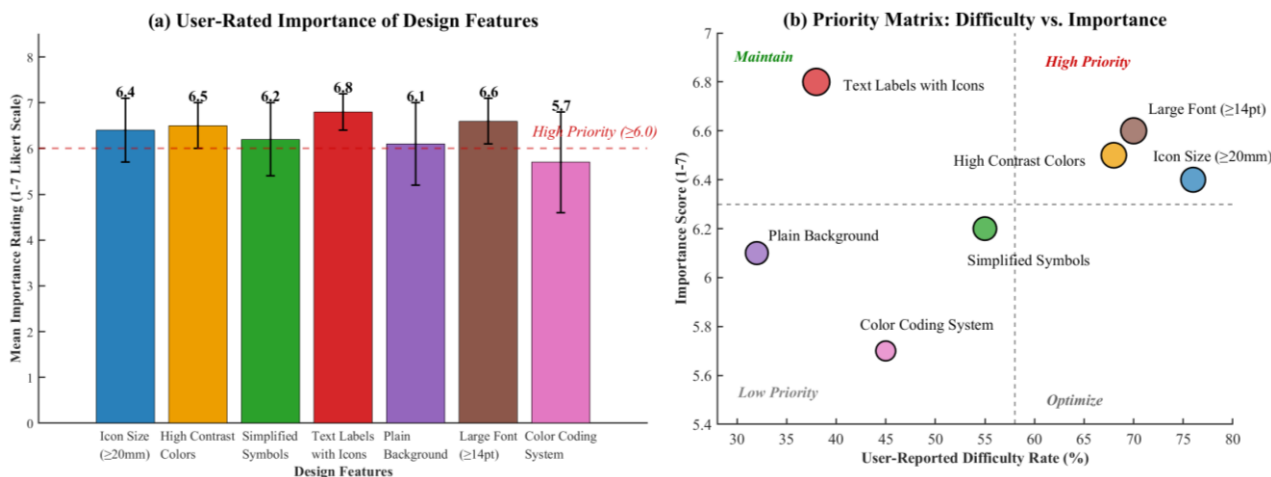 (a) User-Rated Importance of Design Features
Mean Importance Rating (1-7 Likert Scale)
8
7
6
5
4
3
2
1
0
6.4
6.5
6.2
6.8
6.1
6.6
5.7
High Priority (≥6.0)
Icon Size
(≥20mm)
High Contrast
Colors
Simplified
Symbols
Text Labels
with Icons
Plain
Background
Large Font
(≥14pt)
Color Coding
System
Design Features
(b) Priority Matrix: Difficulty vs. Importance
Importance Score (1-7)
7
6.8
6.6
6.4
6.2
6
5.8
5.6
5.4
Maintain
High Priority
Text Labels with Icons
Large Font (≥14pt)
High Contrast Colors
Icon Size (≥20mm)
Plain Background
Simplified Symbols
Color Coding System
Low Priority
Optimize
30
35
40
45
50
55
60
65
70
75
80
User-Reported Difficulty Rate (%)